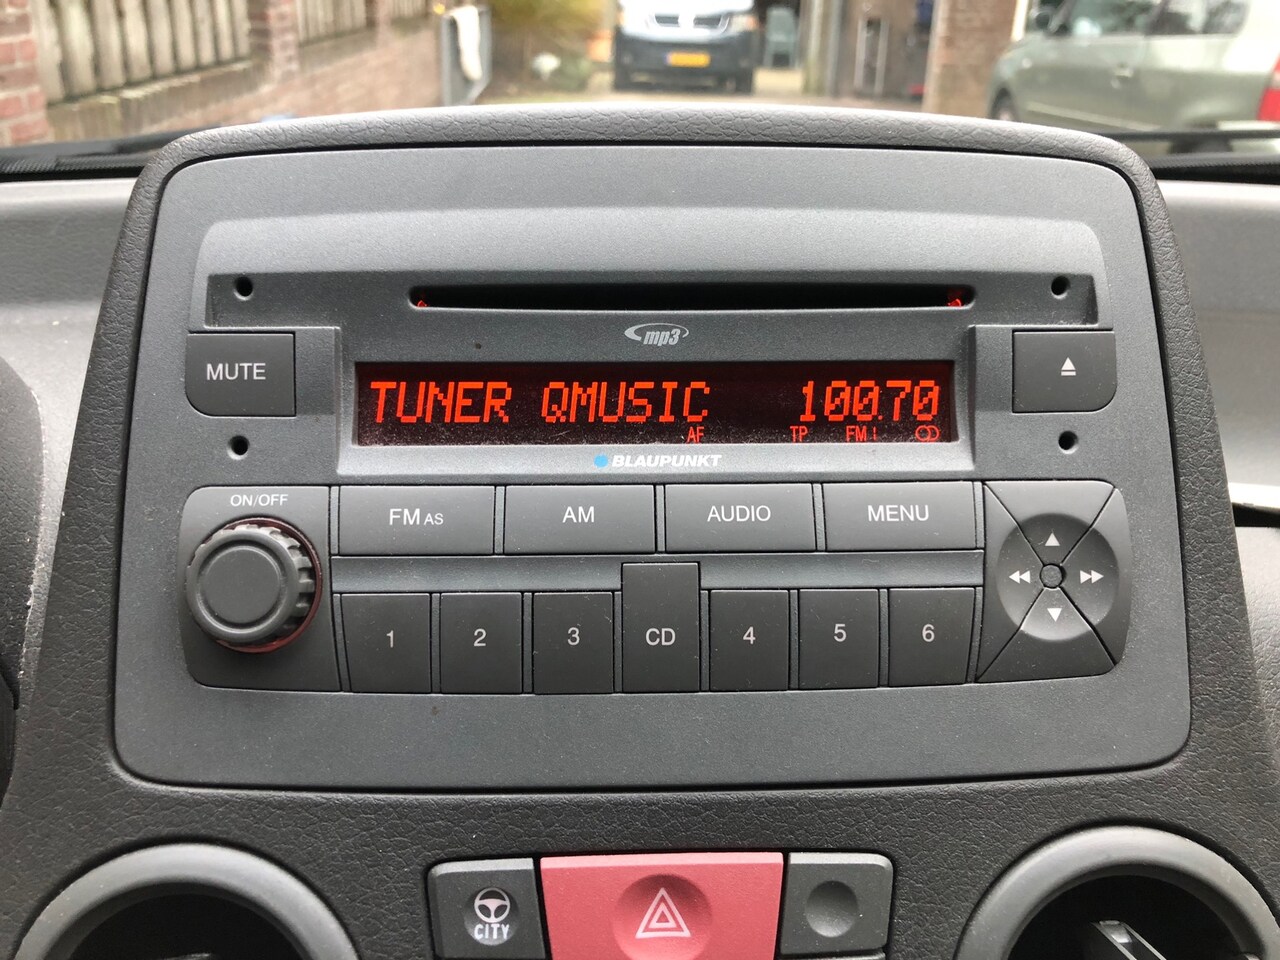 mp3
MUTE
TUNER QMUSIC 100.70
AF TP FM1
BLAUPUNKT
ON/OFF
FM AS AM AUDIO MENU
1 2 3 CD 4 5 6
CITY